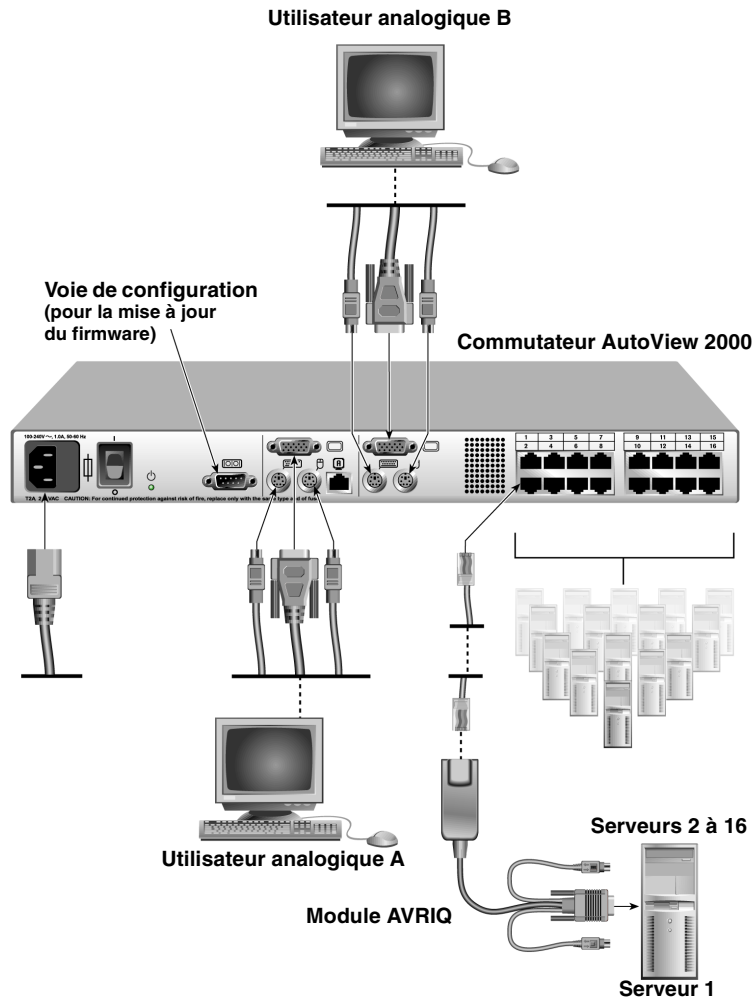 Utilisateur analogique B
Voie de configuration
(pour la mise à jour
du firmware)
Commutateur AutoView 2000
100-240V ~, 1.0A, 50-60 Hz
1 3 5 7
2 4 6 8
9 11 13 15
10 12 14 16
I
O
A
T2A, 2 VAC CAUTION: For continued protection against risk of fire, replace only with the sa e type and of fuse
Utilisateur analogique A
Serveurs 2 à 16
Module AVRIQ
Serveur 1